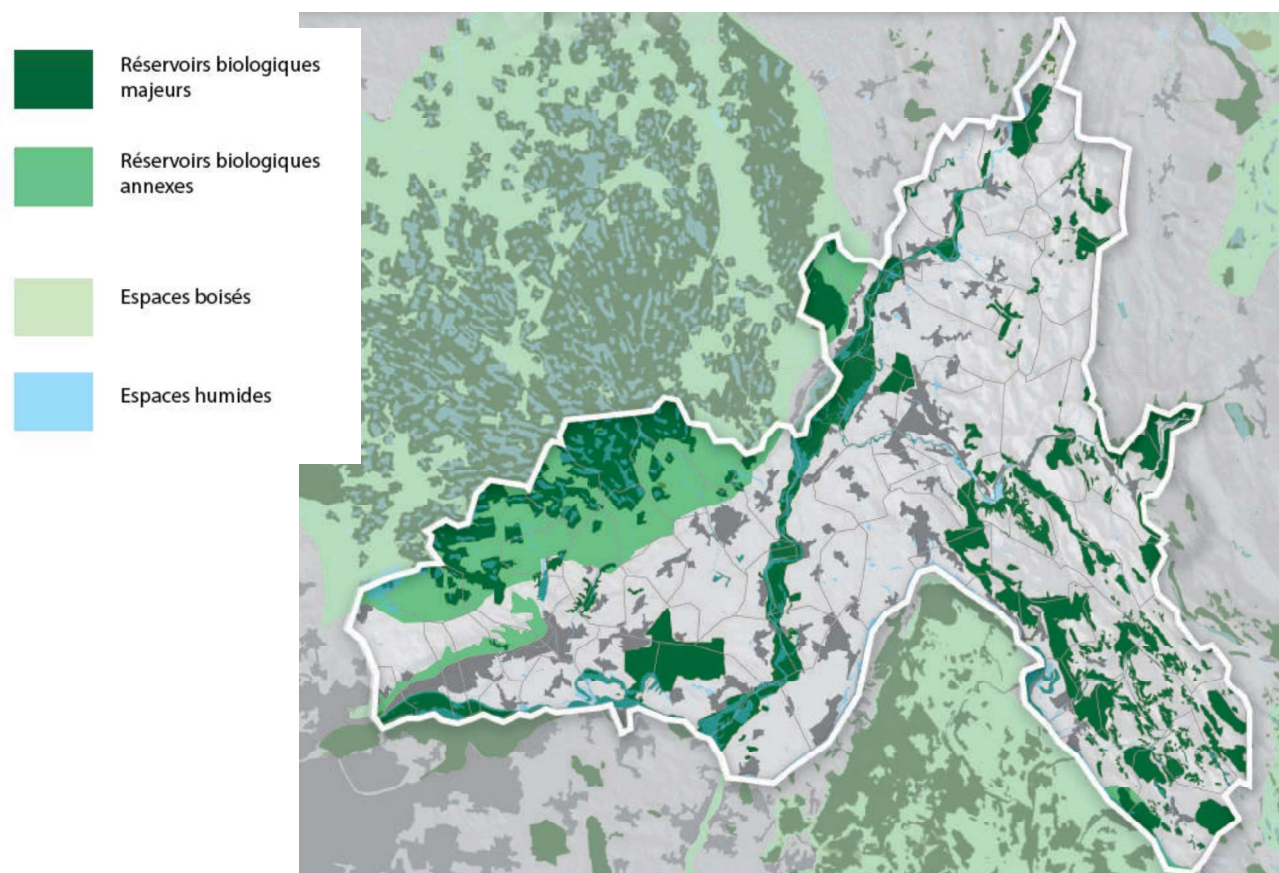 Réservoirs biologiques
majeurs
Réservoirs biologiques
annexes
Espaces boisés
Espaces humides